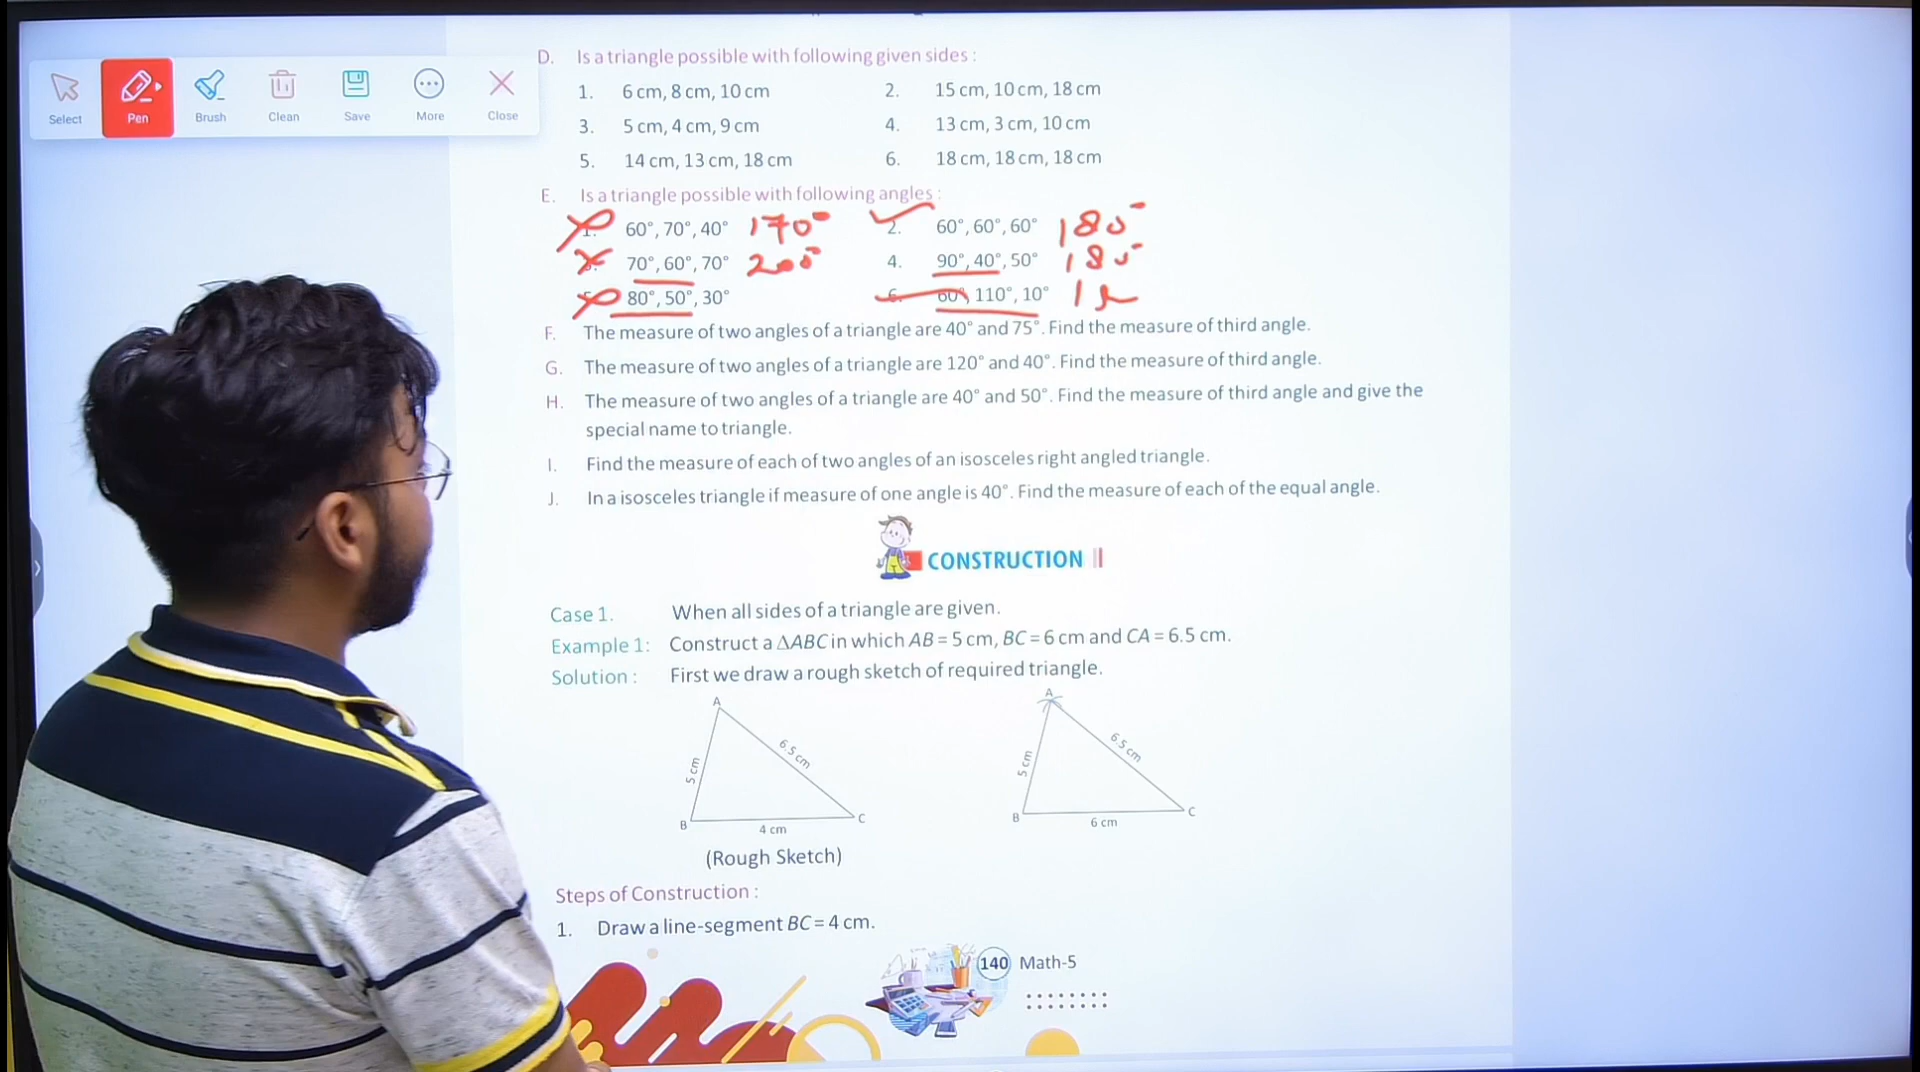 D. Is a triangle possible with following given sides :
1. 6 cm, 8 cm, 10 cm 2. 15 cm, 10 cm, 18 cm
3. 5 cm, 4 cm, 9 cm 4. 13 cm, 3 cm, 10 cm
5. 14 cm, 13 cm, 18 cm 6. 18 cm, 18 cm, 18 cm
Select Pen Brush Clean Save More Close
E. Is a triangle possible with following angles :
1. 60°, 70°, 40° 170° 2. 60°, 60°, 60° 180°
70°, 60°, 70° 200° 4. 90°, 40°, 50° 180°
80°, 50°, 30° 6. 60°, 110°, 10°
F. The measure of two angles of a triangle are 40° and 75°. Find the measure of third angle.
G. The measure of two angles of a triangle are 120° and 40°. Find the measure of third angle.
H. The measure of two angles of a triangle are 40° and 50°. Find the measure of third angle and give the
special name to triangle.
I. Find the measure of each of two angles of an isosceles right angled triangle.
J. In a isosceles triangle if measure of one angle is 40°. Find the measure of each of the equal angle.
CONSTRUCTION
Case 1. When all sides of a triangle are given.
Example 1: Construct a ΔABC in which AB = 5 cm, BC = 6 cm and CA = 6.5 cm.
Solution : First we draw a rough sketch of required triangle.
A A
5 cm 6.5 cm 5 cm 6.5 cm
B 4 cm C B 6 cm C
(Rough Sketch)
Steps of Construction :
1. Draw a line-segment BC = 4 cm.
140 Math-5